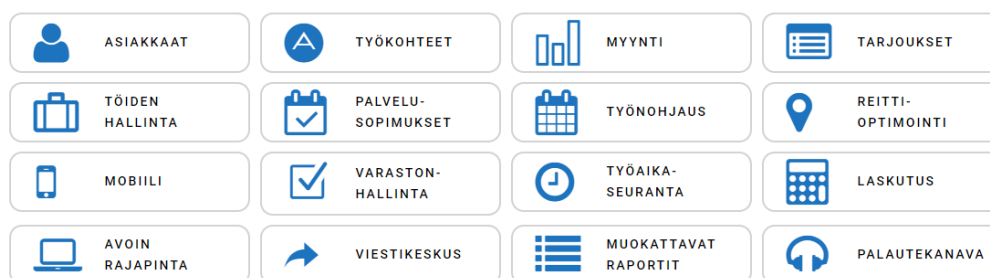 ASIAKKAAT
TYÖKOHTEET
MYYNTI
TARJOUKSET
TÖIDEN
HALLINTA
PALVELU-
SOPIMUKSET
TYÖNOHJAUS
REITTI-
OPTIMOINTI
MOBIILI
VARASTON-
HALLINTA
TYÖAIKA-
SEURANTA
LASKUTUS
AVOIN
RAJAPINTA
VIESTIKESKUS
MUOKATTAVAT
RAPORTIT
PALAUTEKANAVA